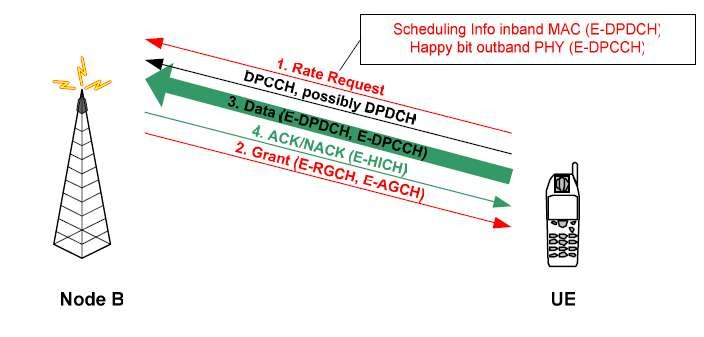 Scheduling Info inband MAC (E-DPDCH)
Happy bit outband PHY (E-DPCCH)
1. Rate Request
DPCCH, possibly DPDCH
3. Data (E-DPDCH, E-DPCCH)
4. ACK/NACK (E-HICH)
2. Grant (E-RGCH, E-AGCH)
Node B
UE